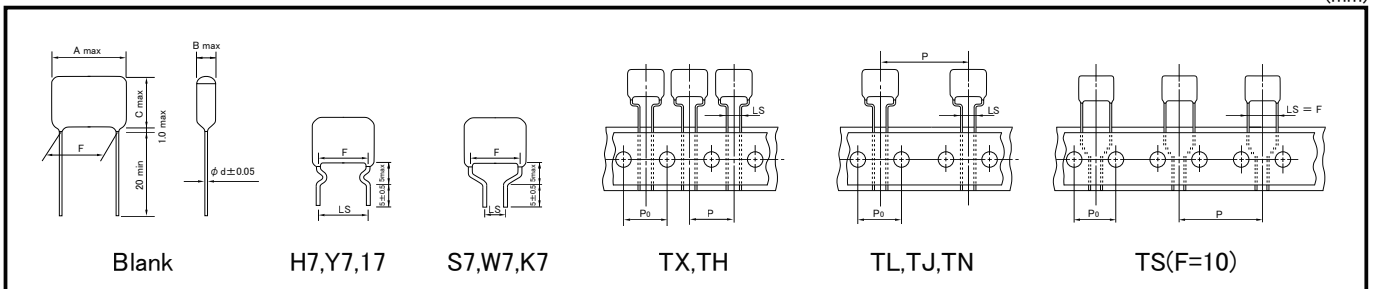 (mm)
A max
B max
C max
1.0 max
F
20 min
φd±0.05
Blank
F
5max
5±0.5
LS
H7,Y7,17
F
5max
5±0.5
LS
S7,W7,K7
LS
P0
P
TX,TH
P
LS
P0
TL,TJ,TN
LS = F
P0
P
TS(F=10)